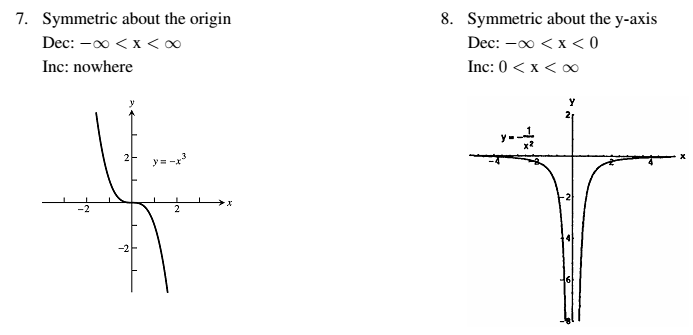 7. Symmetric about the origin
Dec: −∞ < x < ∞
Inc: nowhere
y
2
y = −x³
−2
2
x
−2
8. Symmetric about the y-axis
Dec: −∞ < x < 0
Inc: 0 < x < ∞
y
2
y = −1/x²
x
−4
−2
2
4
−2
−4
−6
−8